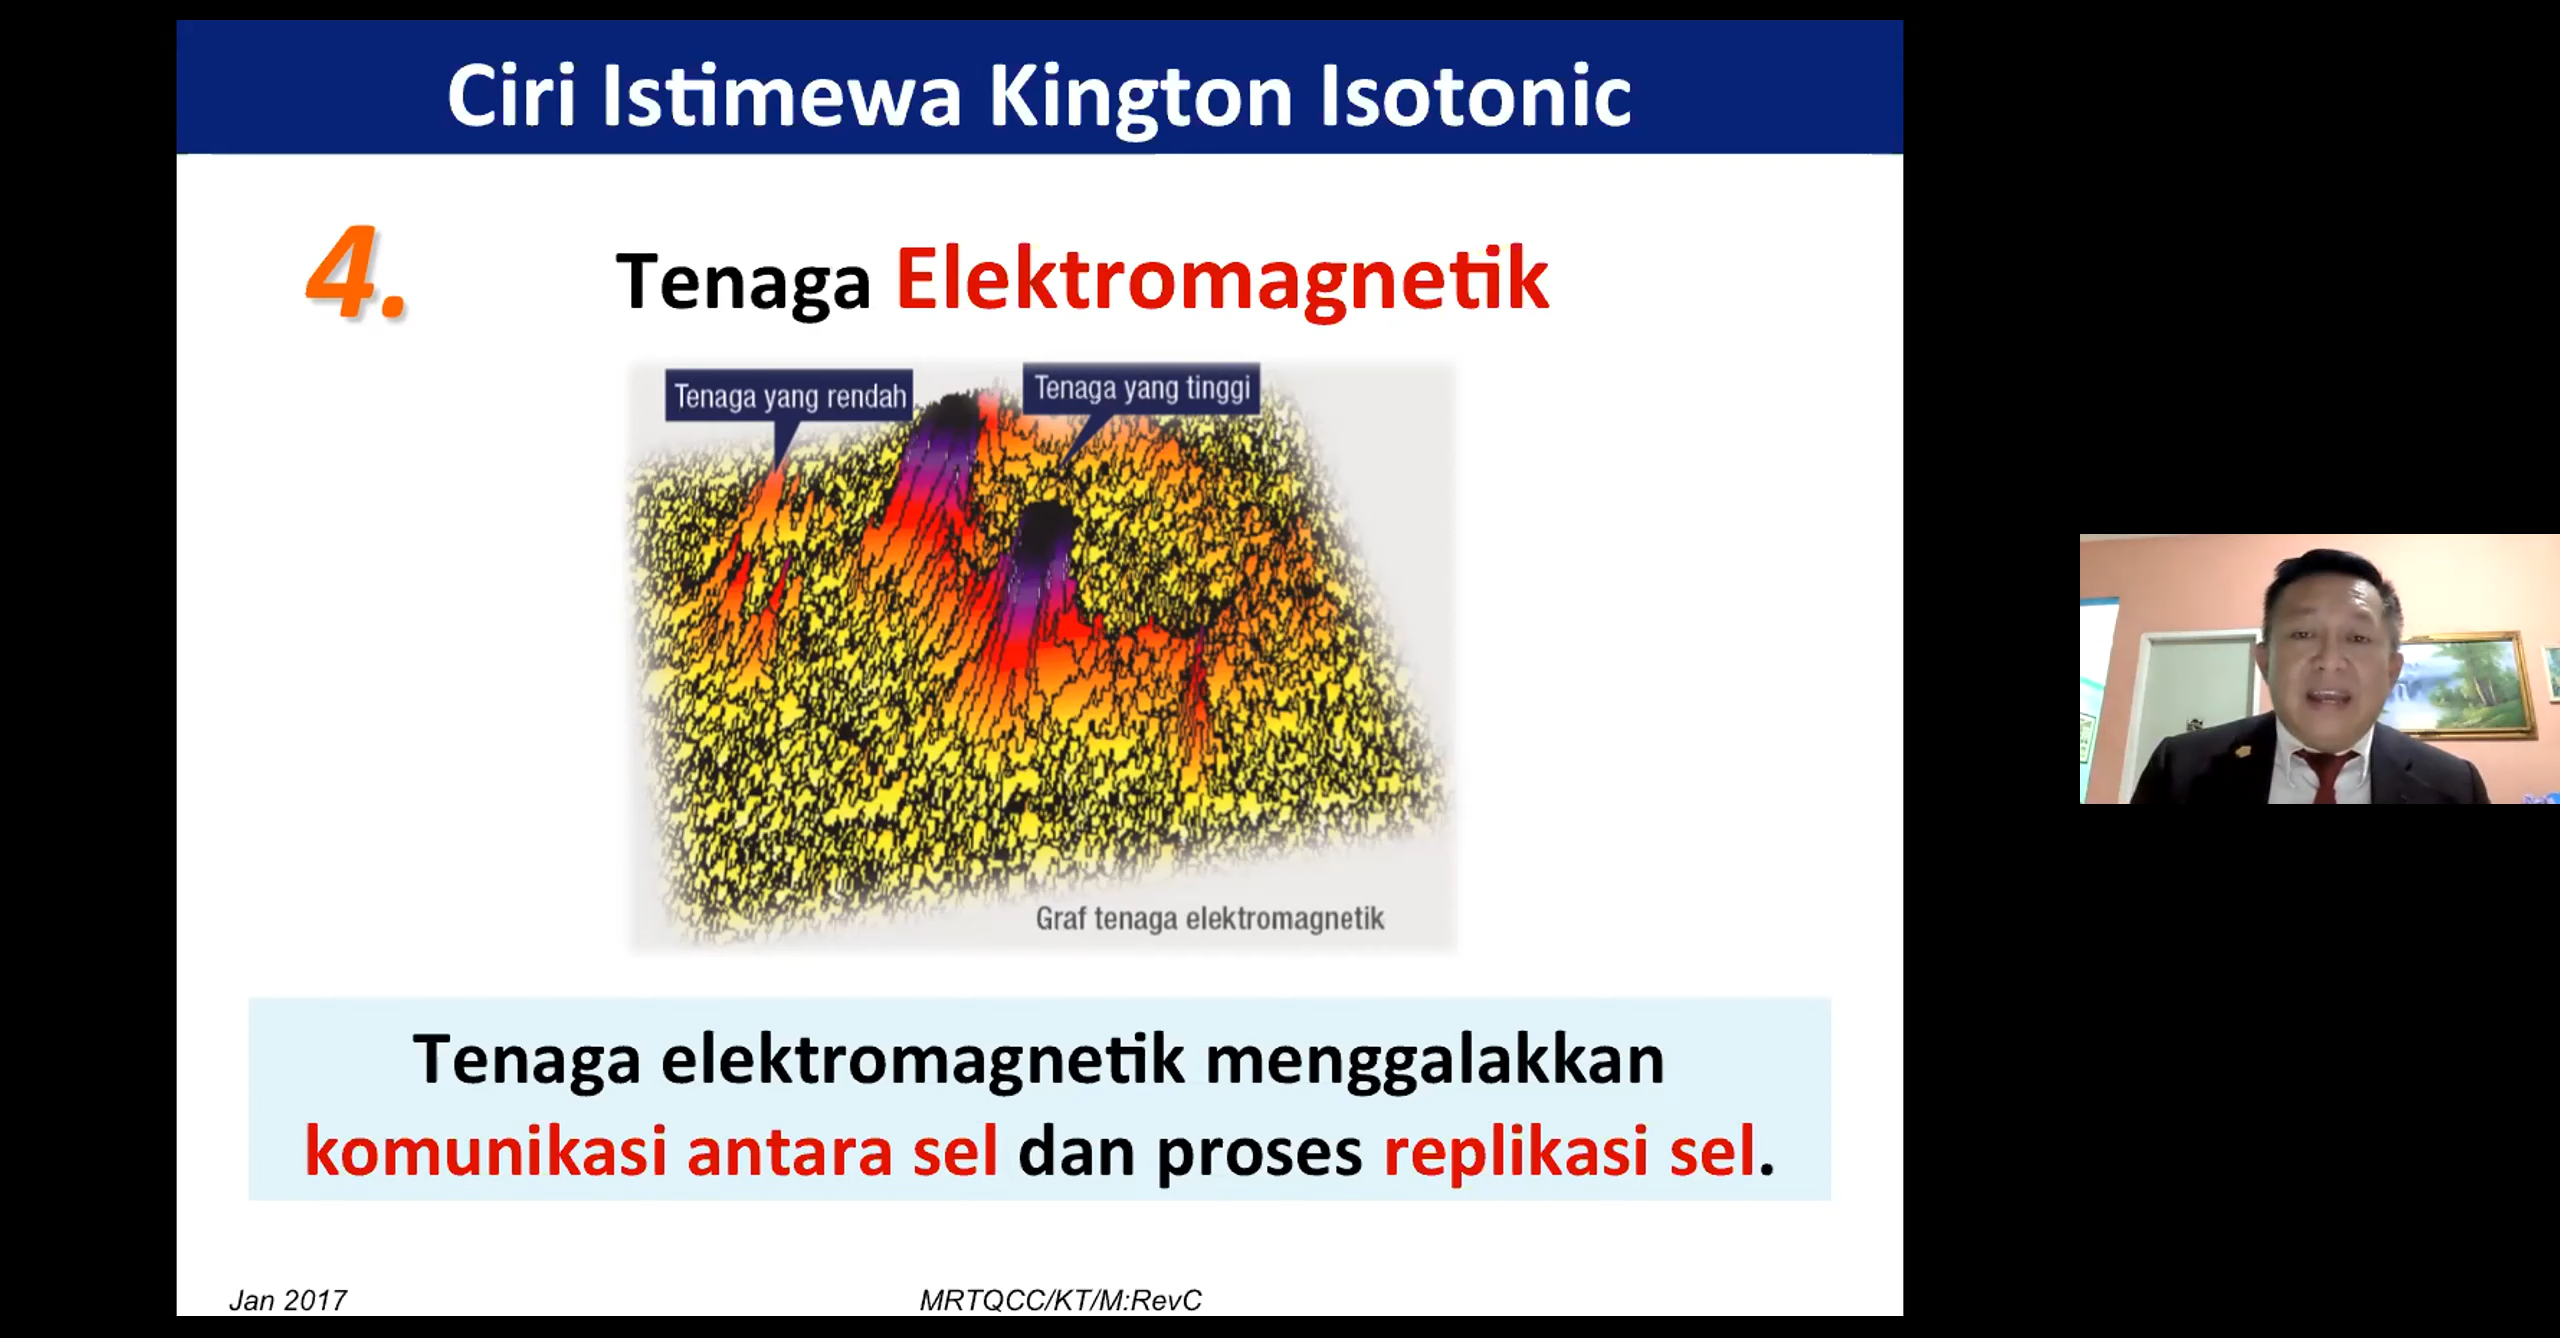 Ciri Istimewa Kington Isotonic
4.
Tenaga Elektromagnetik
Tenaga yang rendah
Tenaga yang tinggi
Graf tenaga elektromagnetik
Tenaga elektromagnetik menggalakkan
komunikasi antara sel dan proses replikasi sel.
Jan 2017
MRTQCC/KT/M:RevC